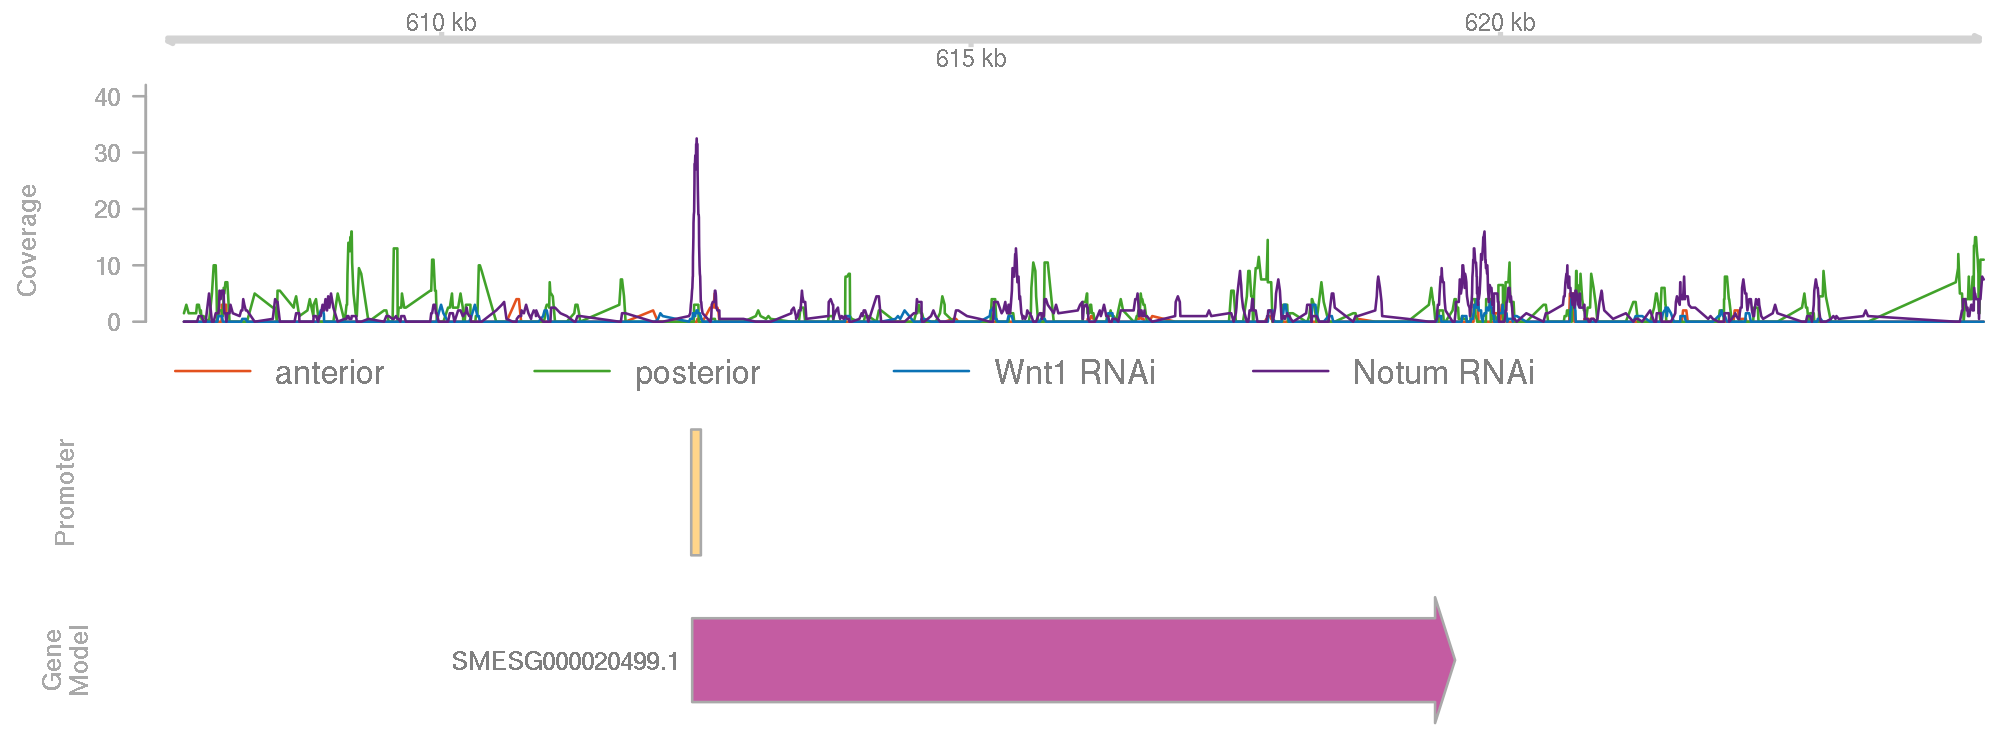 610 kb
620 kb
615 kb
Coverage
40
30
20
10
0
anterior
posterior
Wnt1 RNAi
Notum RNAi
Promoter
Gene
Model
SMESG000020499.1